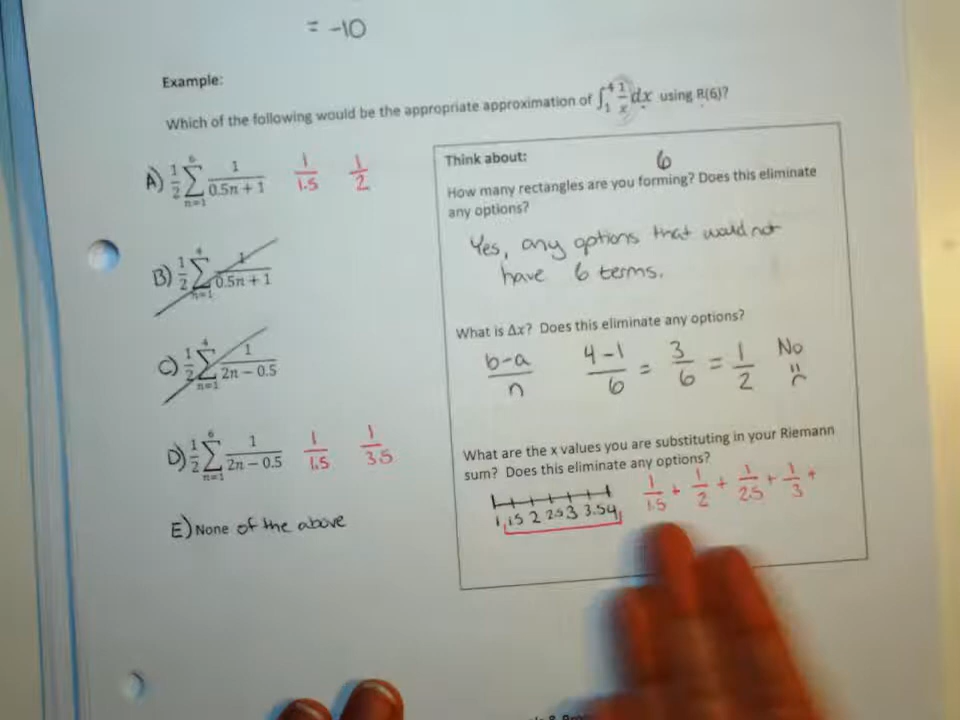 = -10
Example:
Which of the following would be the appropriate approximation of ∫₁⁴ 1/x dx using R(6)?
A) 1/2 ∑_{n=1}^{6} 1/(0.5n + 1) 1/1.5 1/2
B) 1/2 ∑_{n=1}^{4} 1/(0.5n + 1)
C) 1/2 ∑_{n=1}^{4} 1/(2n − 0.5)
D) 1/2 ∑_{n=1}^{6} 1/(2n − 0.5) 1/1.5 1/3.5
E) None of the above
Think about:
6
How many rectangles are you forming? Does this eliminate
any options?
Yes, any options that would not
have 6 terms.
What is Δx? Does this eliminate any options?
(b-a)/n (4-1)/6 = 3/6 = 1/2 No
What are the x values you are substituting in your Riemann
sum? Does this eliminate any options?
1/1.5 + 1/2 + 1/2.5 + 1/3 +
1 1.5 2 2.5 3 3.5 4